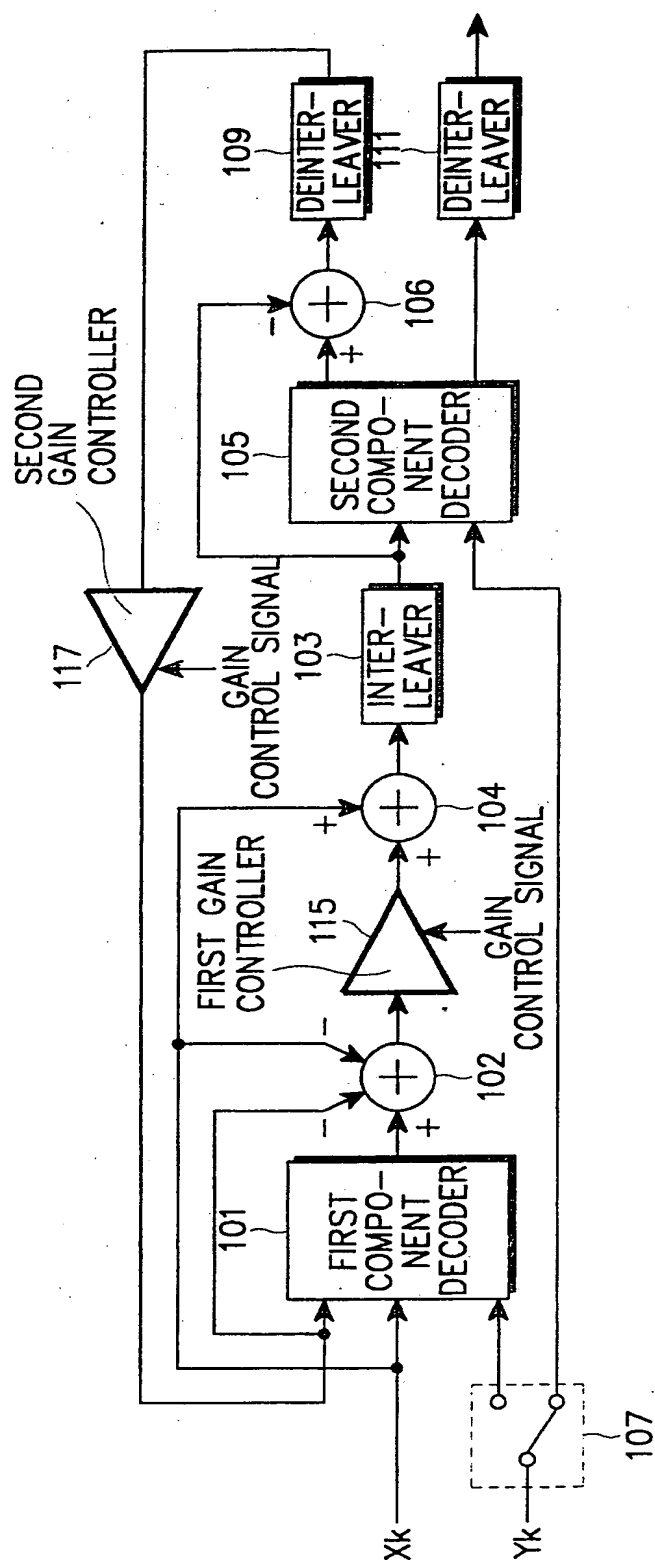 SECOND
GAIN
CONTROLLER
117
GAIN
CONTROL SIGNAL
109
DEINTER-
LEAVER
111
DEINTER-
LEAVER
-
+
106
105
SECOND
COMPO-
NENT
DECODER
103
INTER-
LEAVER
+
+
104
FIRST GAIN
CONTROLLER
115
GAIN
CONTROL SIGNAL
-
-
+
102
101
FIRST
COMPO-
NENT
DECODER
Xk
Yk
107